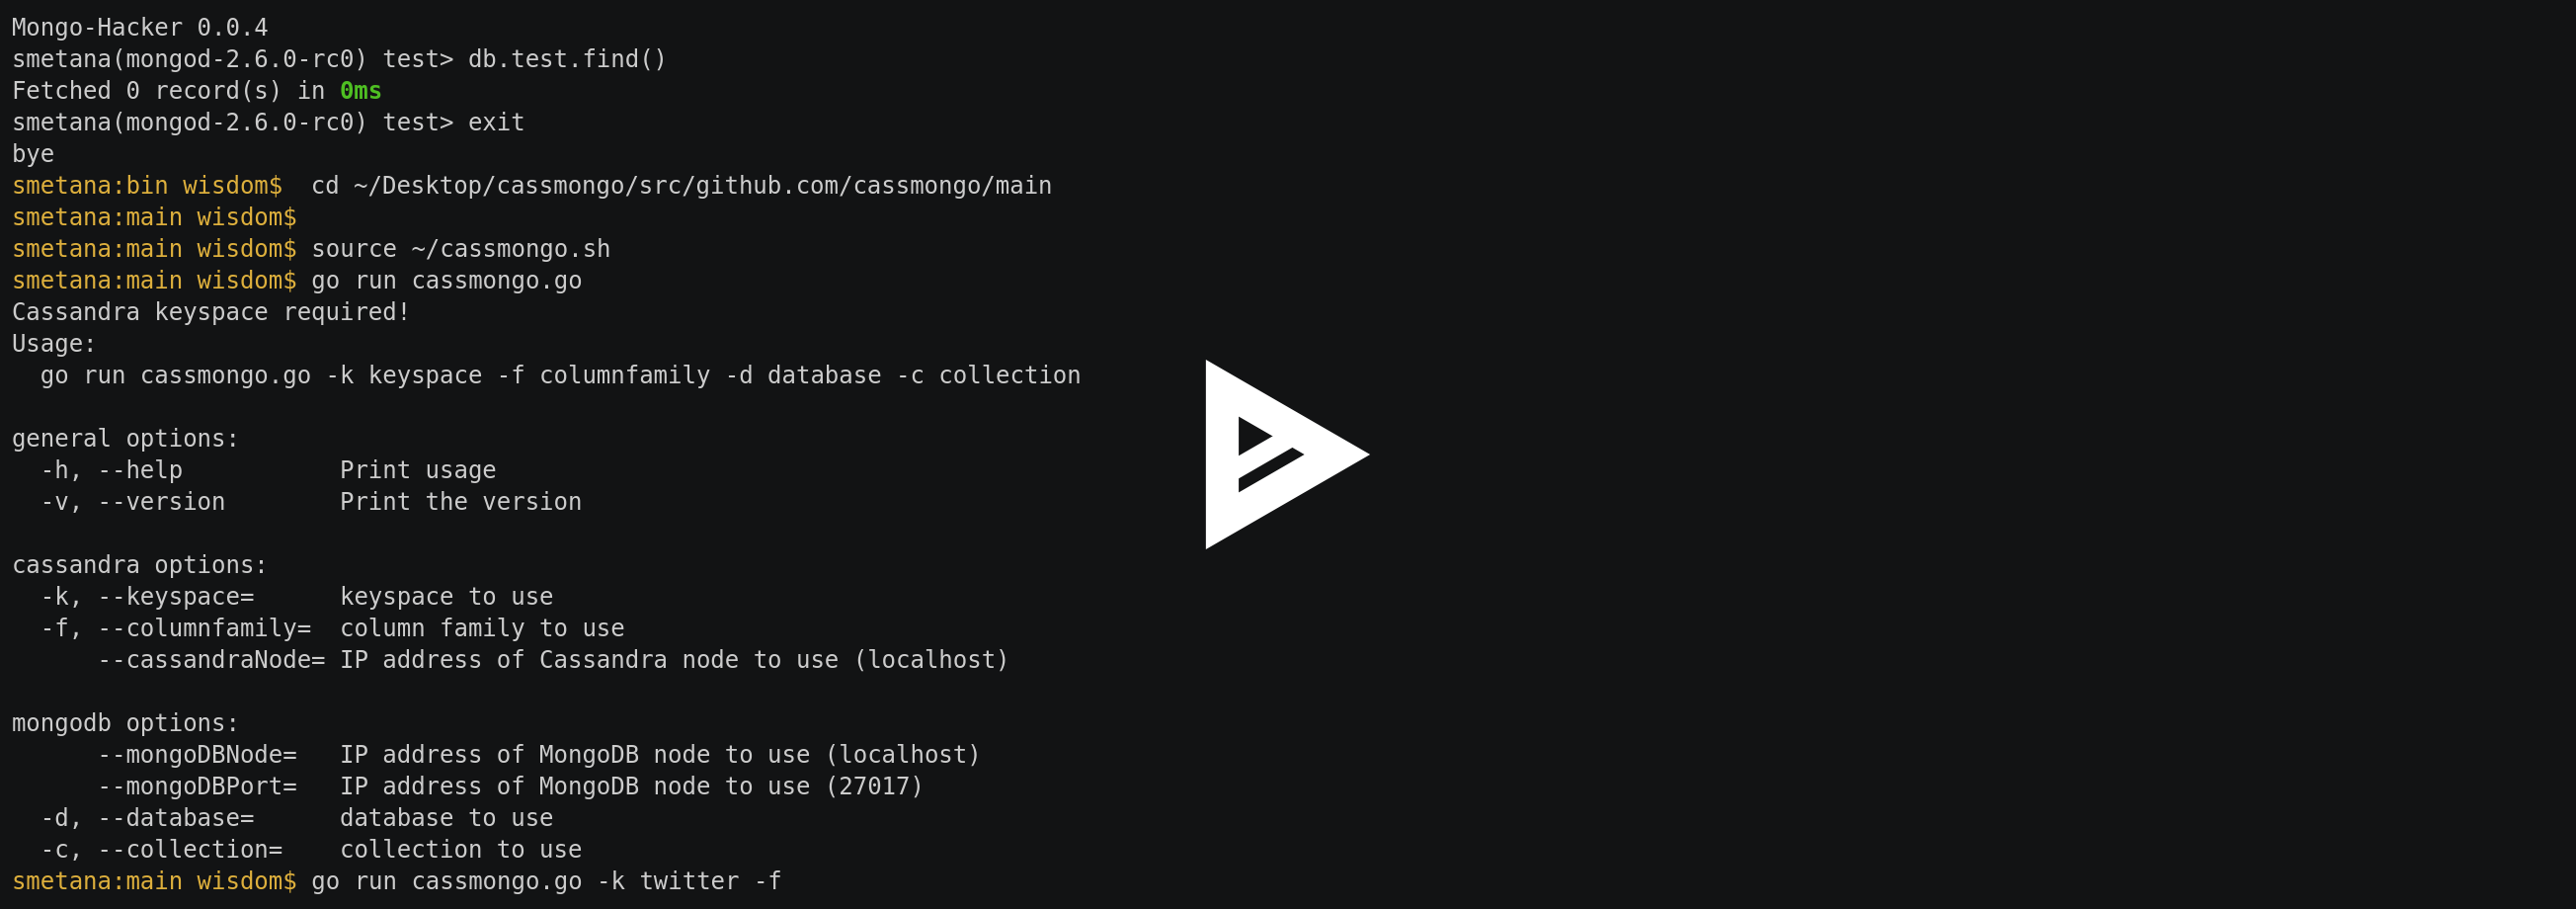 Mongo-Hacker 0.0.4
smetana(mongod-2.6.0-rc0) test> db.test.find()
Fetched 0 record(s) in 0ms
smetana(mongod-2.6.0-rc0) test> exit
bye
smetana:bin wisdom$  cd ~/Desktop/cassmongo/src/github.com/cassmongo/main
smetana:main wisdom$
smetana:main wisdom$ source ~/cassmongo.sh
smetana:main wisdom$ go run cassmongo.go
Cassandra keyspace required!
Usage:
  go run cassmongo.go -k keyspace -f columnfamily -d database -c collection

general options:
  -h, --help           Print usage
  -v, --version        Print the version

cassandra options:
  -k, --keyspace=      keyspace to use
  -f, --columnfamily=  column family to use
      --cassandraNode= IP address of Cassandra node to use (localhost)

mongodb options:
      --mongoDBNode=   IP address of MongoDB node to use (localhost)
      --mongoDBPort=   IP address of MongoDB node to use (27017)
  -d, --database=      database to use
  -c, --collection=    collection to use
smetana:main wisdom$ go run cassmongo.go -k twitter -f